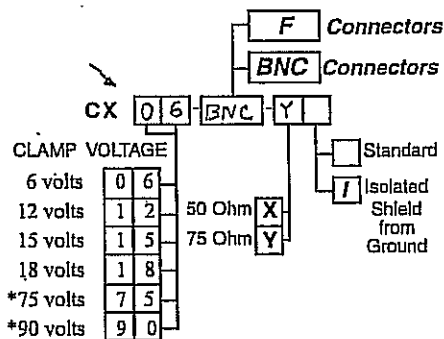 F Connectors
BNC Connectors
CX 0 6 - BNC - Y
CLAMP VOLTAGE
Standard
6 volts 0 6
I Isolated Shield from Ground
12 volts 1 2
50 Ohm X
15 volts 1 5
75 Ohm Y
18 volts 1 8
*75 volts 7 5
*90 volts 9 0